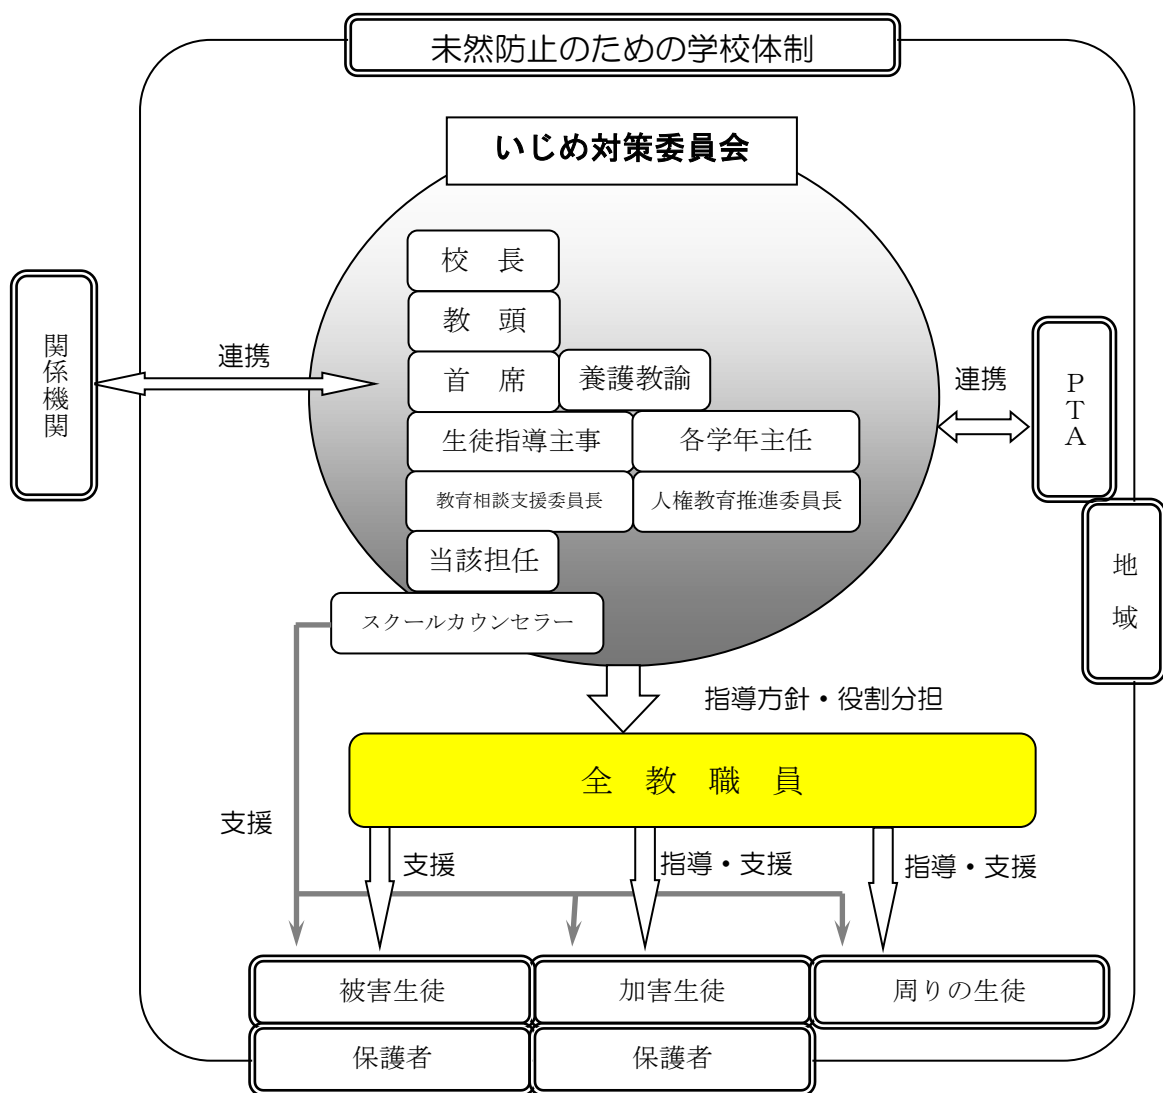 未然防止のための学校体制
いじめ対策委員会
校　長
教　頭
首　席
養護教諭
生徒指導主事
各学年主任
教育相談支援委員長
人権教育推進委員長
当該担任
スクールカウンセラー
関係機関
連携
連携
PTA
地域
指導方針・役割分担
全　教　職　員
支援
支援
指導・支援
指導・支援
被害生徒
加害生徒
周りの生徒
保護者
保護者